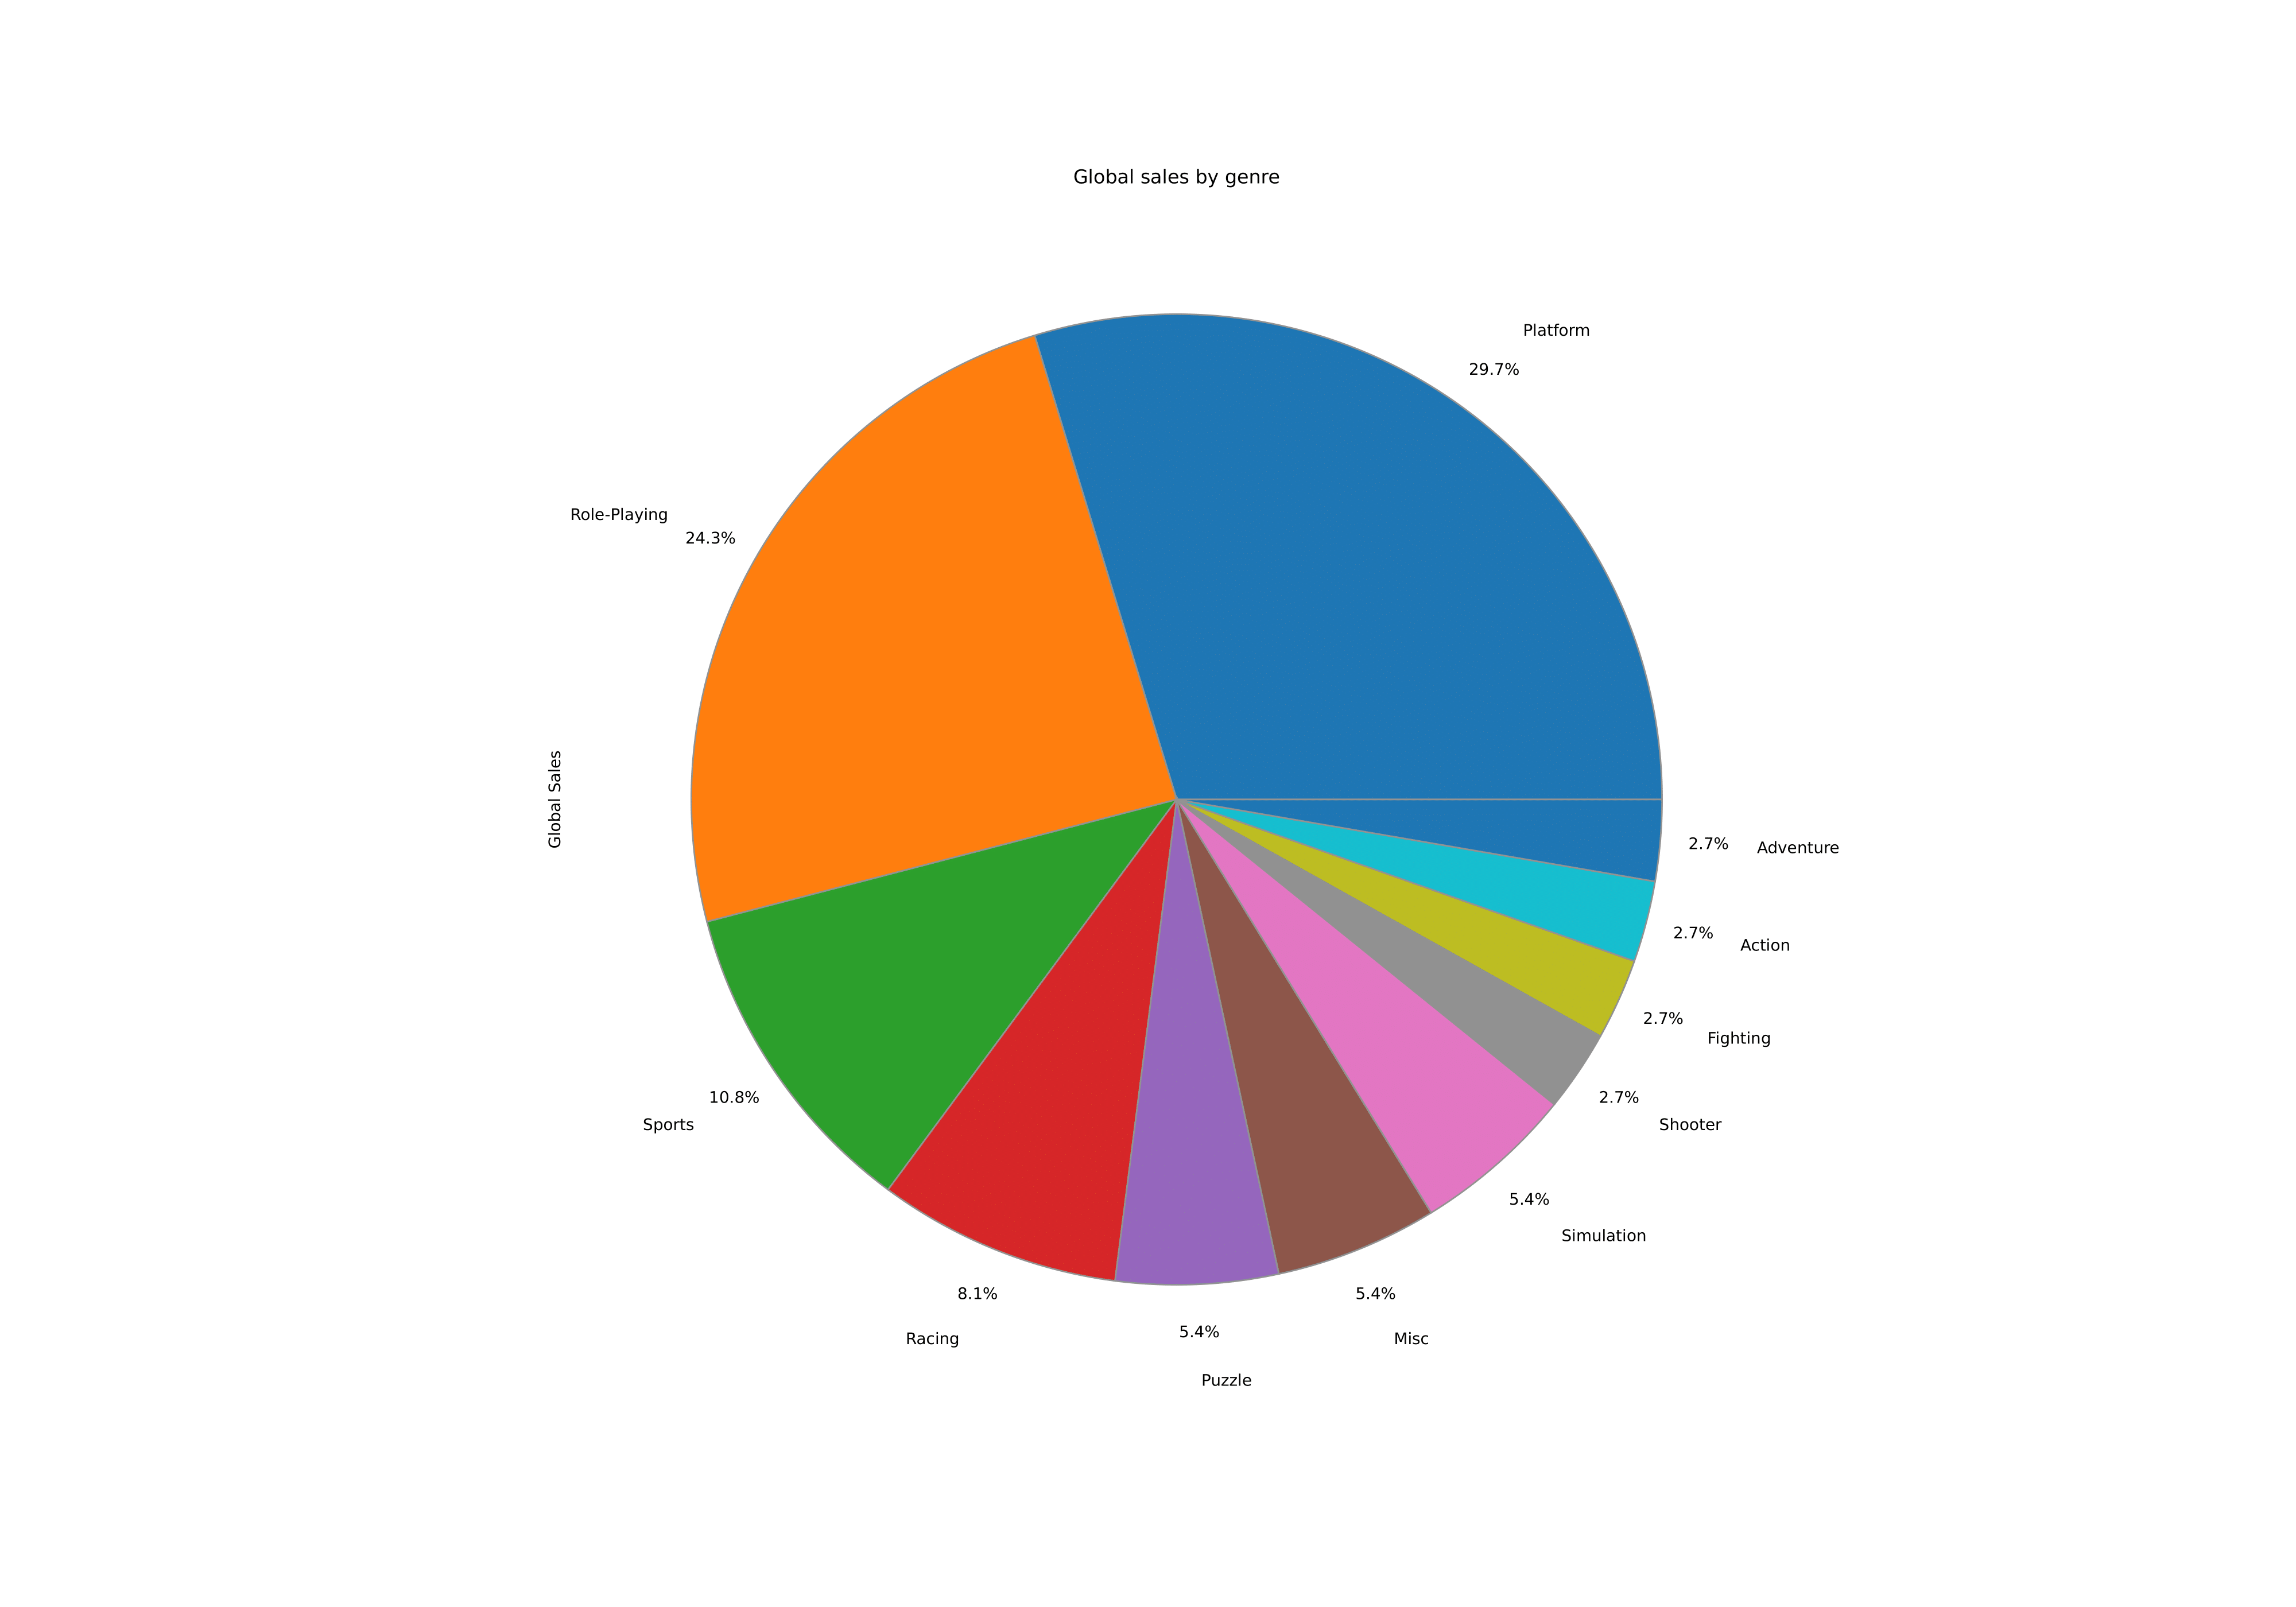 Global sales by genre
Platform
29.7%
Role-Playing
24.3%
Global Sales
2.7% Adventure
2.7% Action
2.7% Fighting
10.8%
Sports
2.7%
Shooter
5.4%
Simulation
8.1%
Racing
5.4%
Puzzle
5.4%
Misc